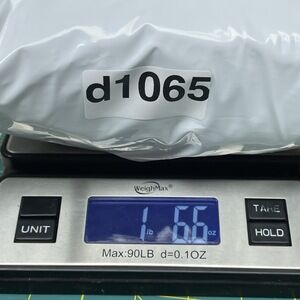 d1065
WeighMax
UNIT
1 lb 6.6 oz
TARE
HOLD
Max:90LB d=0.1OZ